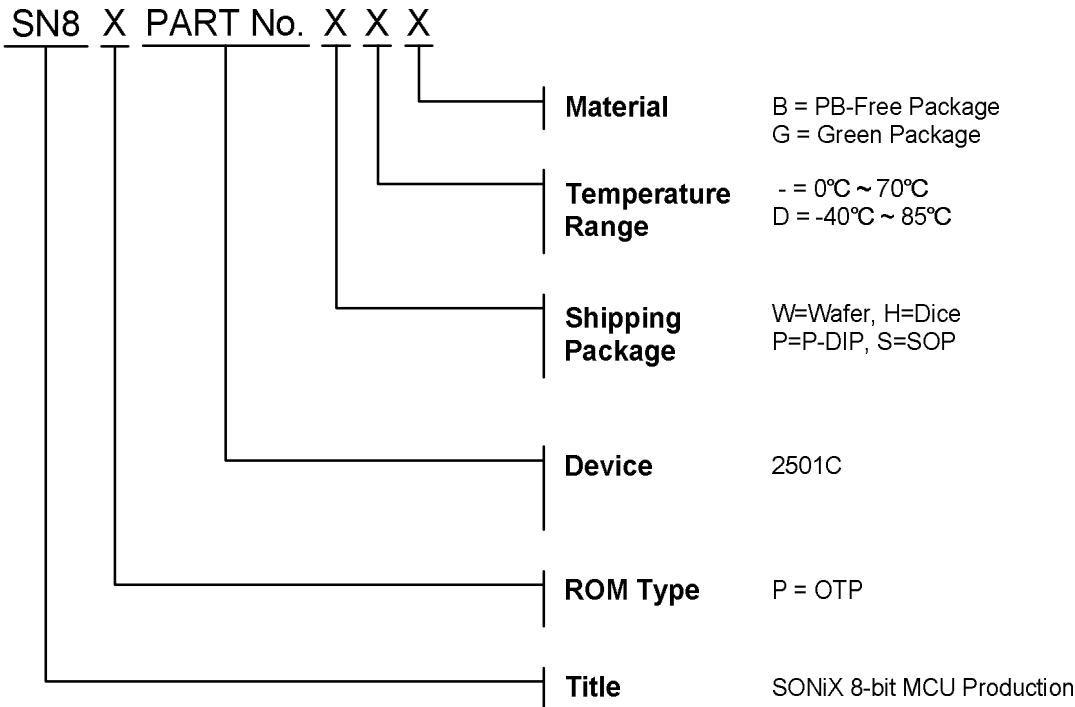 SN8 X PART No. X X X
Material B = PB-Free Package
G = Green Package
Temperature - = 0℃ ~ 70℃
Range D = -40℃ ~ 85℃
Shipping W=Wafer, H=Dice
Package P=P-DIP, S=SOP
Device 2501C
ROM Type P = OTP
Title SONiX 8-bit MCU Production